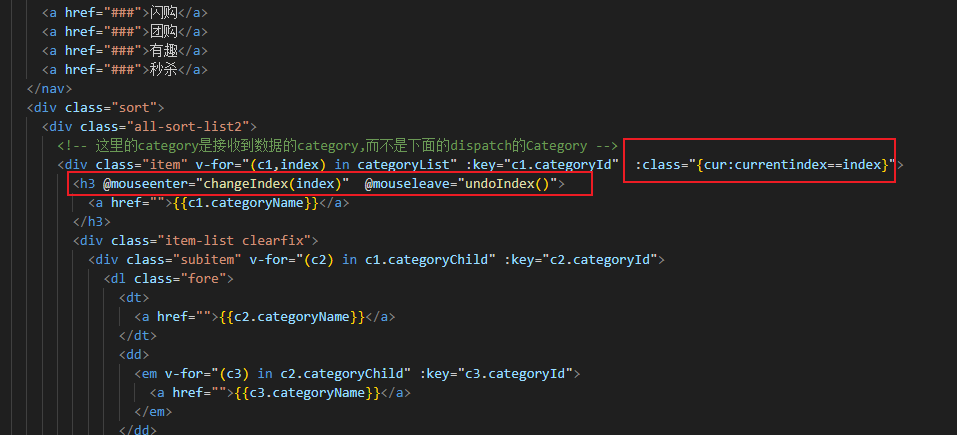 <a href="###">闪购</a>
<a href="###">团购</a>
<a href="###">有趣</a>
<a href="###">秒杀</a>
</nav>
<div class="sort">
<div class="all-sort-list2">
<!-- 这里的category是接收到数据的category,而不是下面的dispatch的Category -->
<div class="item" v-for="(c1,index) in categoryList" :key="c1.categoryId"  :class="{cur:currentindex==index}">
<h3 @mouseenter="changeIndex(index)"  @mouseleave="undoIndex()">
<a href="">{{c1.categoryName}}</a>
</h3>
<div class="item-list clearfix">
<div class="subitem" v-for="(c2) in c1.categoryChild" :key="c2.categoryId">
<dl class="fore">
<dt>
<a href="">{{c2.categoryName}}</a>
</dt>
<dd>
<em v-for="(c3) in c2.categoryChild" :key="c3.categoryId">
<a href="">{{c3.categoryName}}</a>
</em>
</dd>